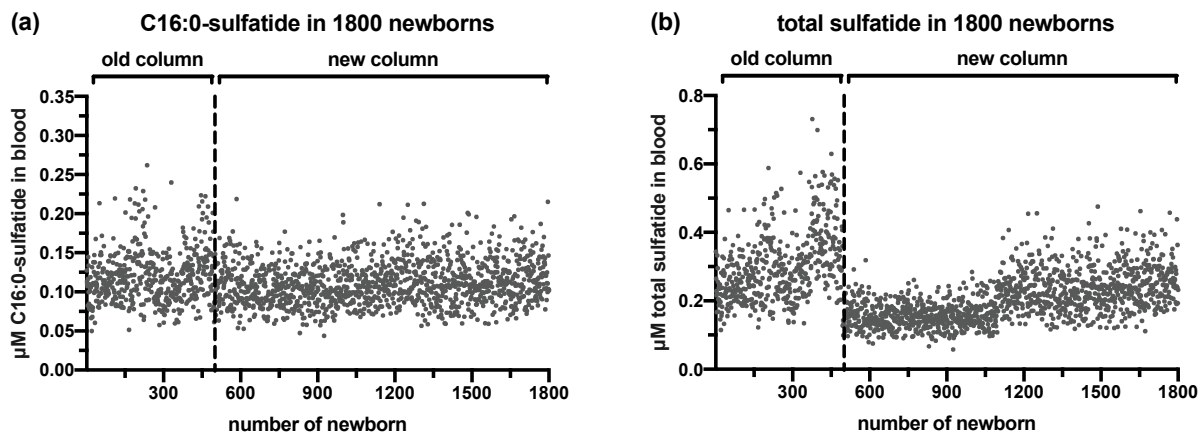 (a) C16:0-sulfatide in 1800 newborns
old column new column
µM C16:0-sulfatide in blood
0.35
0.30
0.25
0.20
0.15
0.10
0.05
0.00
300 600 900 1200 1500 1800
number of newborn
(b) total sulfatide in 1800 newborns
old column new column
µM total sulfatide in blood
0.8
0.6
0.4
0.2
0.0
300 600 900 1200 1500 1800
number of newborn